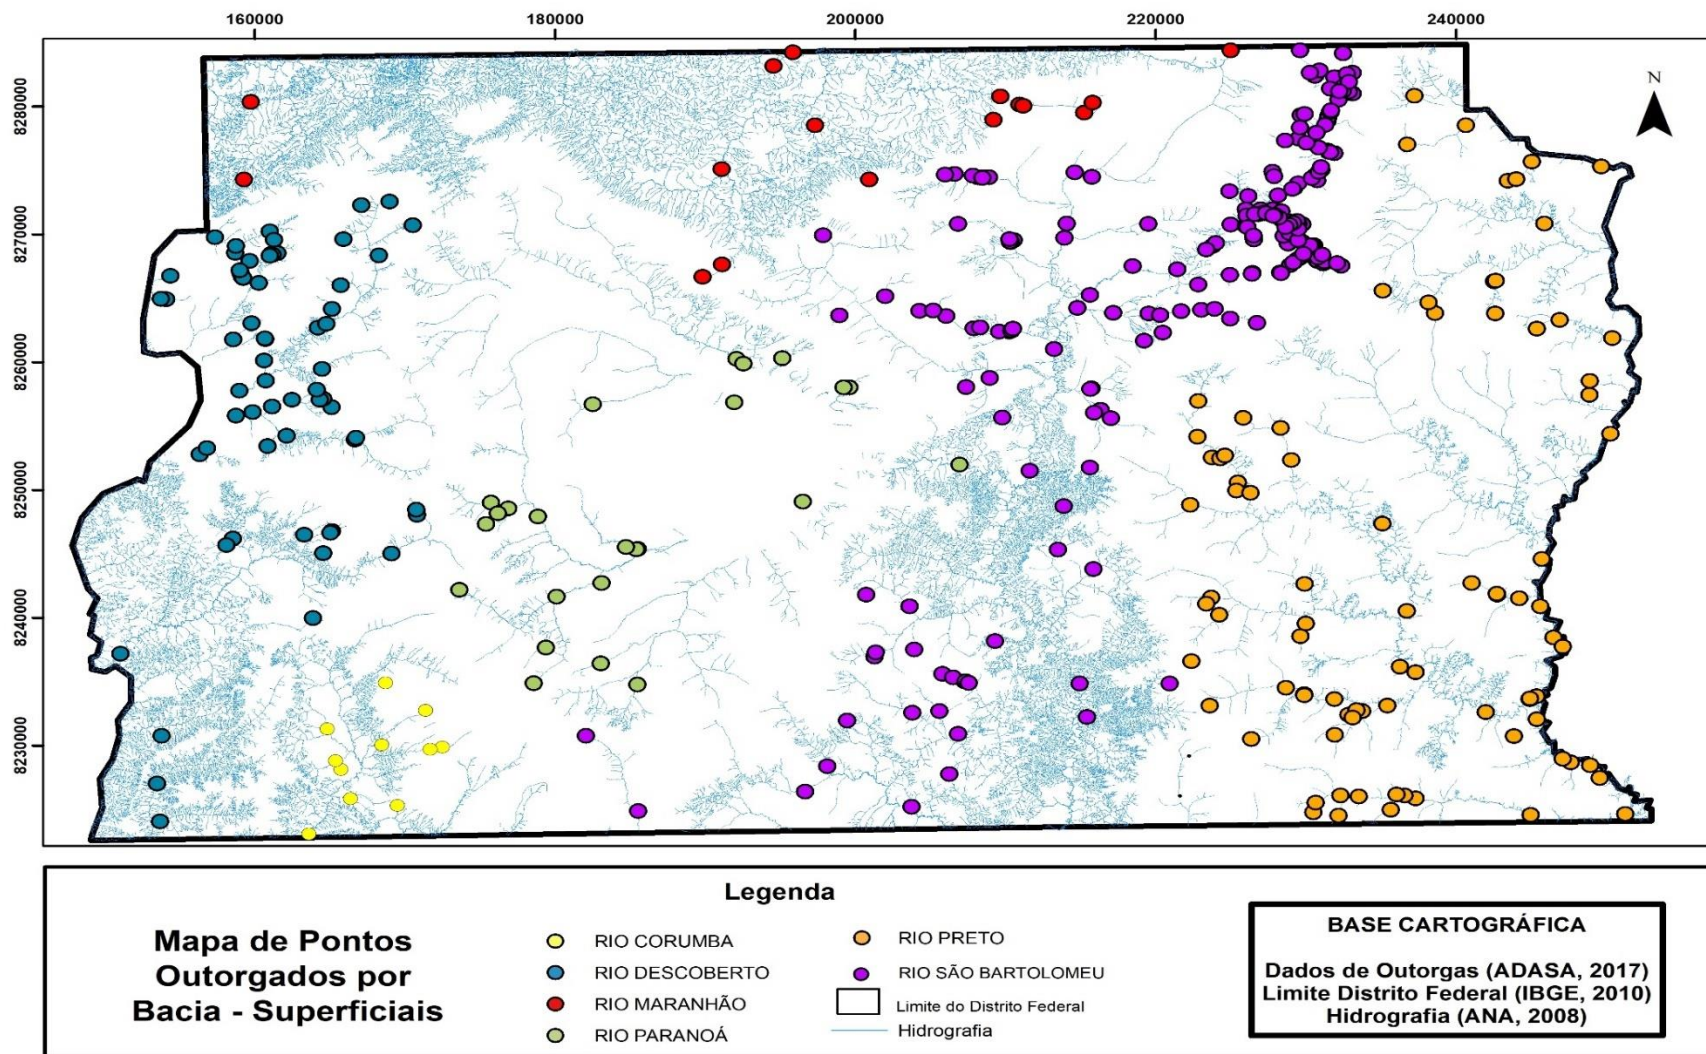 160000 180000 200000 220000 240000
N
8280000
8270000
8260000
8250000
8240000
8230000
Legenda
Mapa de Pontos
Outorgados por
Bacia - Superficiais
RIO CORUMBA
RIO DESCOBERTO
RIO MARANHÃO
RIO PARANOÁ
RIO PRETO
RIO SÃO BARTOLOMEU
Limite do Distrito Federal
Hidrografia
BASE CARTOGRÁFICA
Dados de Outorgas (ADASA, 2017)
Limite Distrito Federal (IBGE, 2010)
Hidrografia (ANA, 2008)